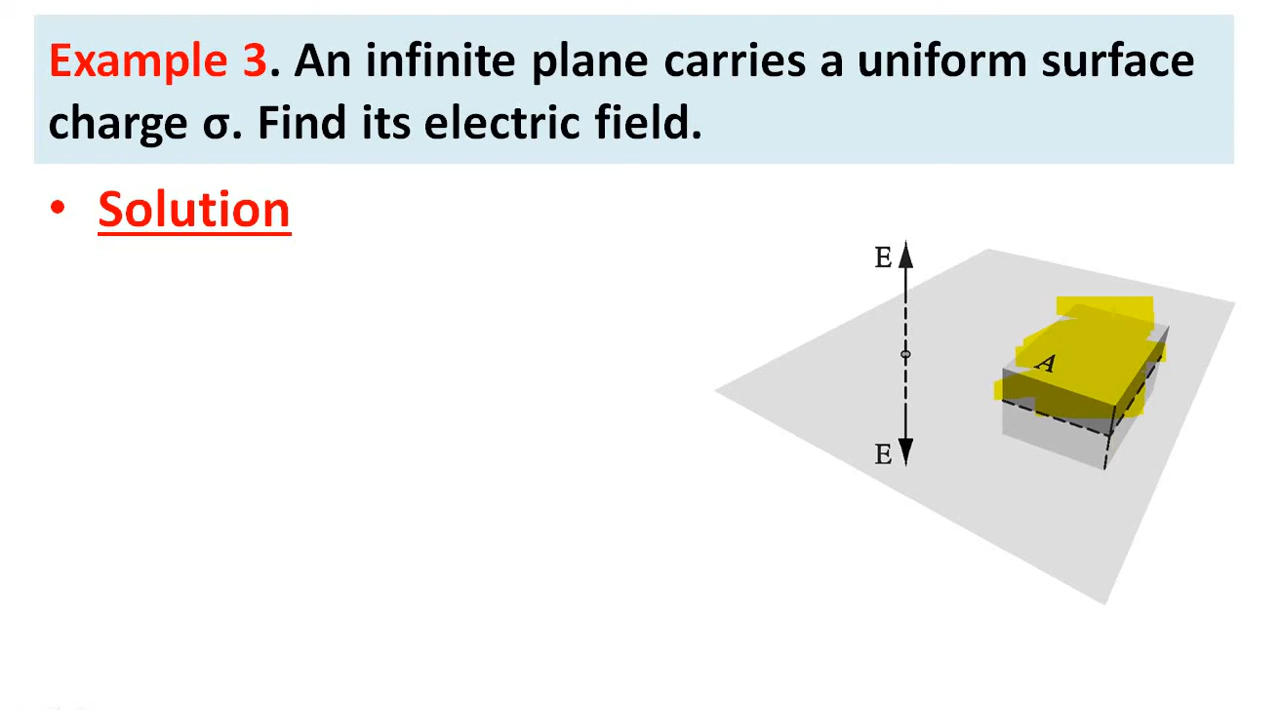 Example 3. An infinite plane carries a uniform surface
charge σ. Find its electric field.
• Solution
E
A
E